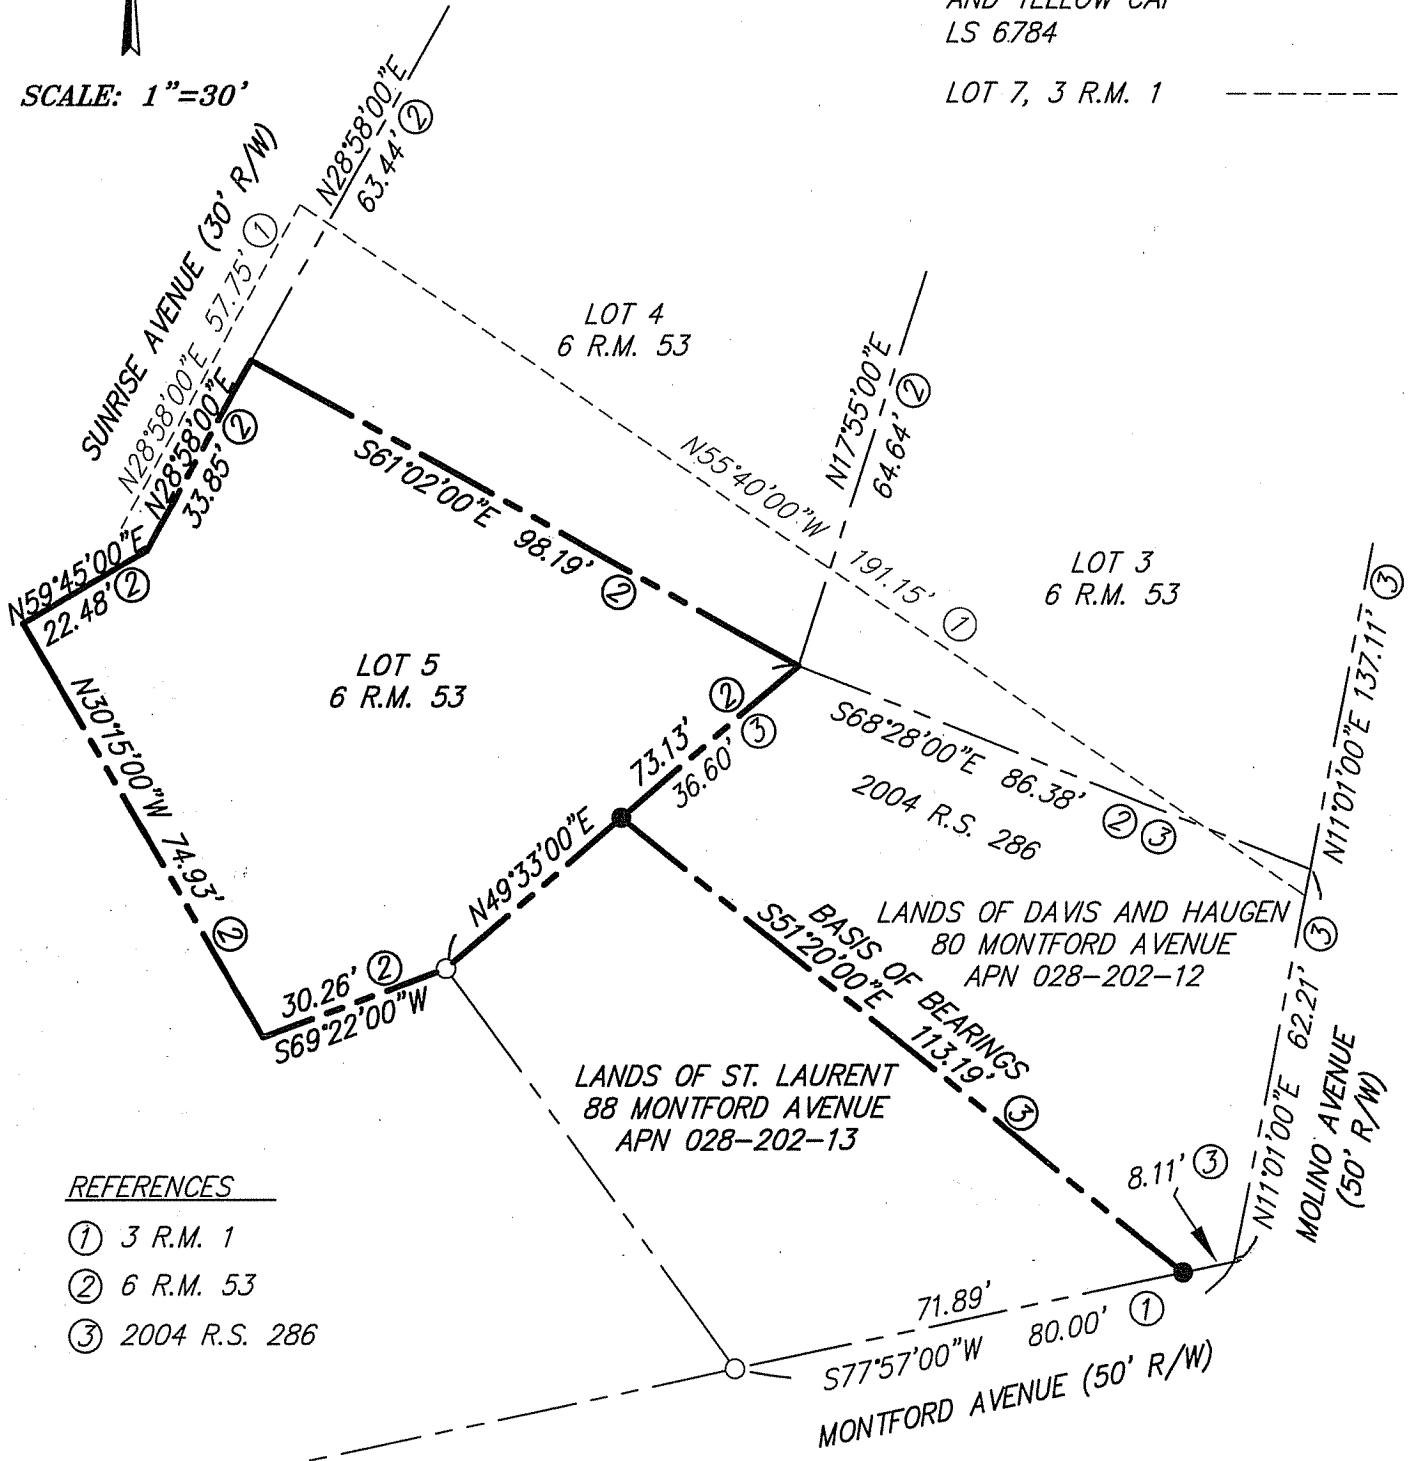 AND YELLOW CAP
LS 6784
SCALE: 1"=30'
LOT 7, 3 R.M. 1
N28°58'00"E
63.44' 2
SUNRISE AVENUE (30' R/W)
N28°58'00"E 57.75' 1
N28°58'00"E
33.85' 2
LOT 4
6 R.M. 53
N17°55'00"E
64.64' 2
S61°02'00"E 98.19' 2
N55°40'00"W 191.15' 1
LOT 3
6 R.M. 53
N11°01'00"E 137.11' 3
N59°45'00"E
22.48' 2
LOT 5
6 R.M. 53
N30°15'00"W 74.93' 2
73.13' 2
36.60' 3
N49°33'00"E
S68°28'00"E 86.38' 2 3
2004 R.S. 286
30.26' 2
S69°22'00"W
BASIS OF BEARINGS
S51°20'00"E 113.19' 3
LANDS OF DAVIS AND HAUGEN
80 MONTFORD AVENUE
APN 028-202-12
N11°01'00"E 62.21' 3
MOLINO AVENUE
(50' R/W)
LANDS OF ST. LAURENT
88 MONTFORD AVENUE
APN 028-202-13
8.11' 3
REFERENCES
1 3 R.M. 1
2 6 R.M. 53
3 2004 R.S. 286
71.89'
S77°57'00"W 80.00' 1
MONTFORD AVENUE (50' R/W)